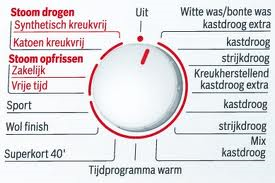 Stoom drogen
Synthetisch kreukvrij
Katoen kreukvrij
Stoom opfrissen
Zakelijk
Vrije tijd
Sport
Wol finish
Superkort 40'
Uit
Witte was/bonte was
kastdroog extra
kastdroog
strijkdroog
Kreukherstellend
kastdroog extra
kastdroog
strijkdroog
Mix
kastdroog
Tijdprogramma warm